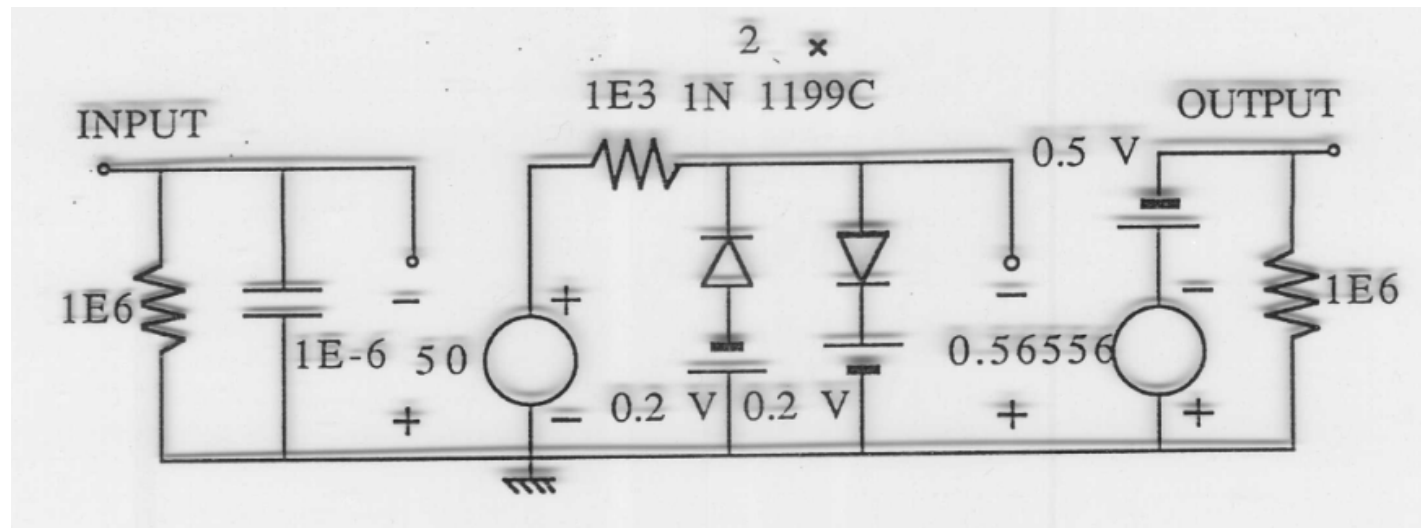 2 ×
1E3 1N 1199C
INPUT
OUTPUT
0.5 V
1E6
1E-6
-
+
50
+
-
0.2 V
0.2 V
-
+
0.56556
-
+
1E6